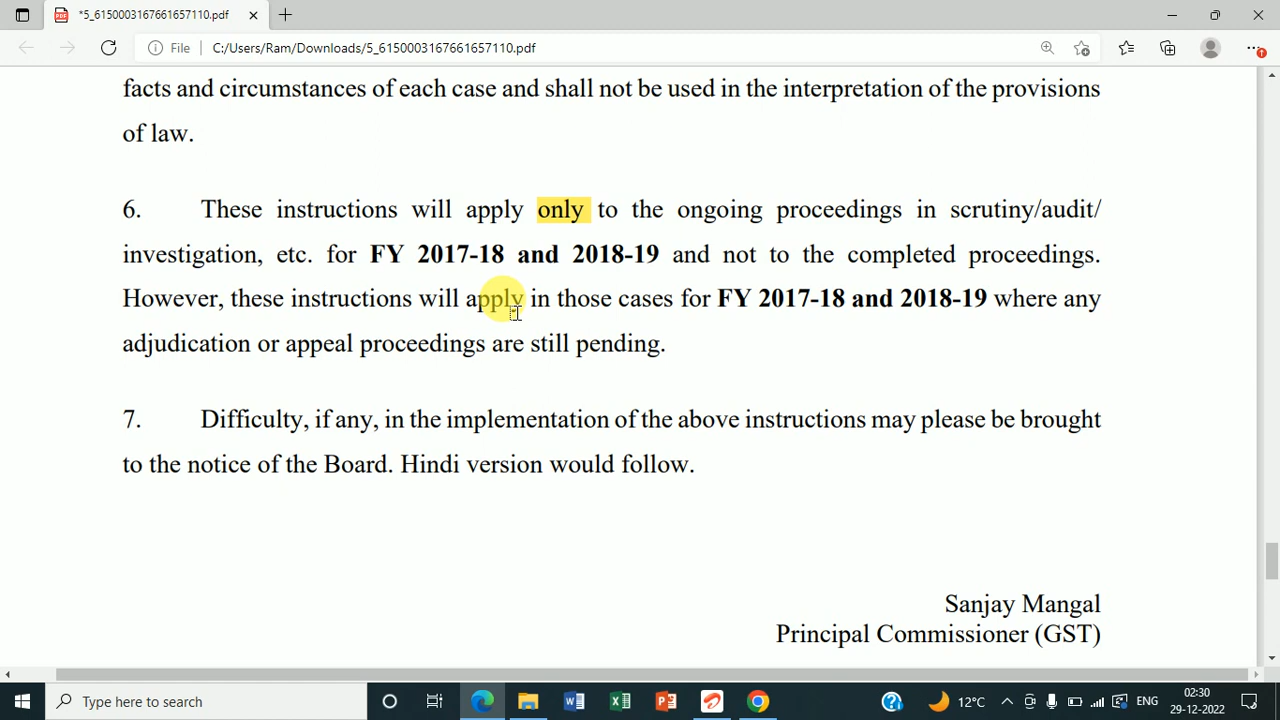 *5_6150003167661657110.pdf
File C:/Users/Ram/Downloads/5_6150003167661657110.pdf
facts and circumstances of each case and shall not be used in the interpretation of the provisions
of law.
6. These instructions will apply only to the ongoing proceedings in scrutiny/audit/
investigation, etc. for FY 2017-18 and 2018-19 and not to the completed proceedings.
However, these instructions will apply in those cases for FY 2017-18 and 2018-19 where any
adjudication or appeal proceedings are still pending.
7. Difficulty, if any, in the implementation of the above instructions may please be brought
to the notice of the Board. Hindi version would follow.
Sanjay Mangal
Principal Commissioner (GST)
Type here to search
12°C
ENG
02:30
29-12-2022